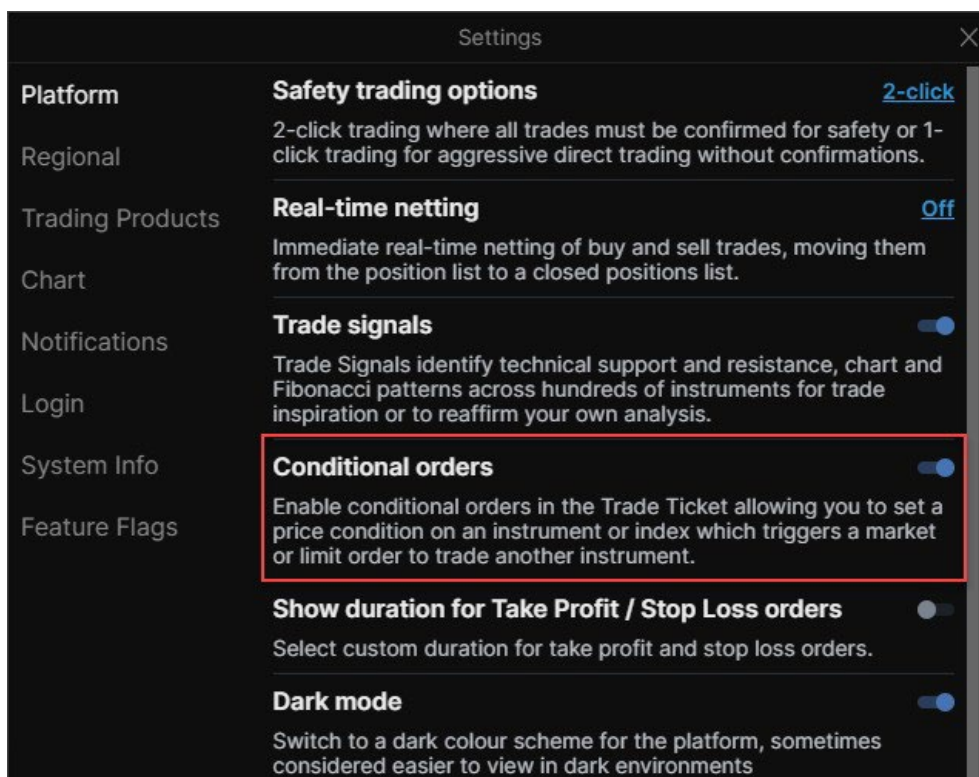 Settings
Platform
Regional
Trading Products
Chart
Notifications
Login
System Info
Feature Flags
Safety trading options
2-click
2-click trading where all trades must be confirmed for safety or 1-
click trading for aggressive direct trading without confirmations.
Real-time netting
Off
Immediate real-time netting of buy and sell trades, moving them
from the position list to a closed positions list.
Trade signals
Trade Signals identify technical support and resistance, chart and
Fibonacci patterns across hundreds of instruments for trade
inspiration or to reaffirm your own analysis.
Conditional orders
Enable conditional orders in the Trade Ticket allowing you to set a
price condition on an instrument or index which triggers a market
or limit order to trade another instrument.
Show duration for Take Profit / Stop Loss orders
Select custom duration for take profit and stop loss orders.
Dark mode
Switch to a dark colour scheme for the platform, sometimes
considered easier to view in dark environments